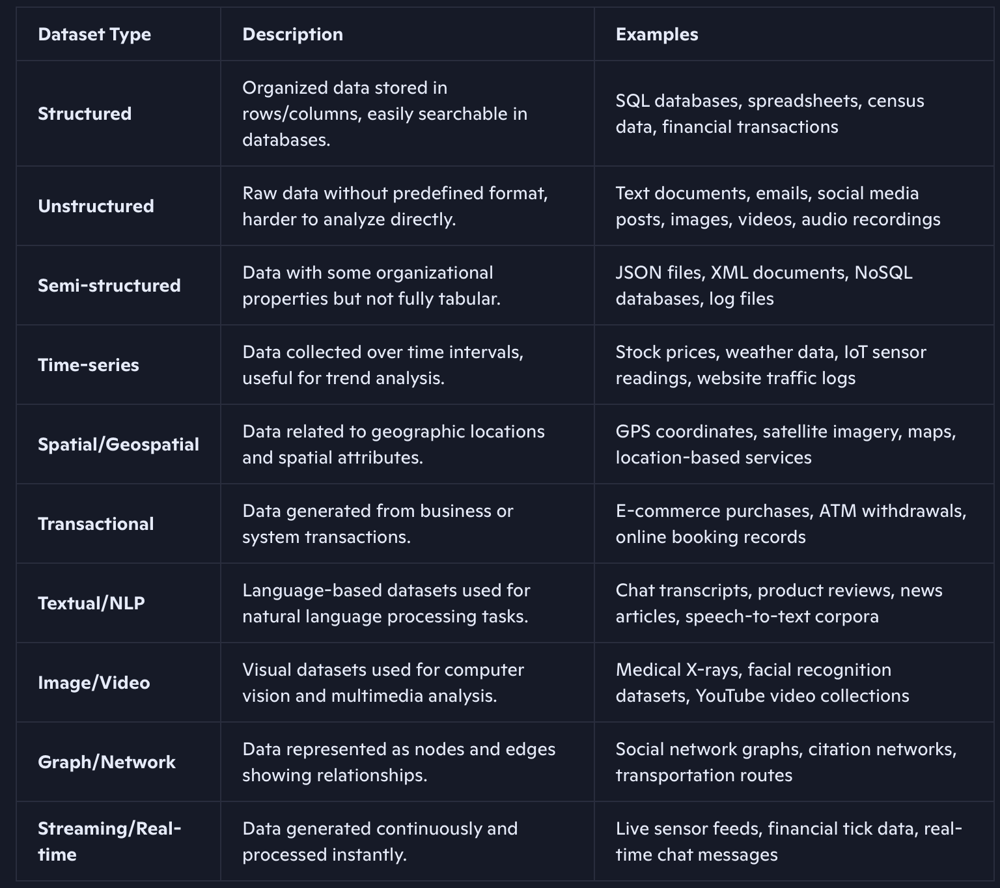 Dataset Type
Description
Examples
Structured
Organized data stored in
rows/columns, easily searchable in
databases.
SQL databases, spreadsheets, census
data, financial transactions
Unstructured
Raw data without predefined format,
harder to analyze directly.
Text documents, emails, social media
posts, images, videos, audio recordings
Semi-structured
Data with some organizational
properties but not fully tabular.
JSON files, XML documents, NoSQL
databases, log files
Time-series
Data collected over time intervals,
useful for trend analysis.
Stock prices, weather data, IoT sensor
readings, website traffic logs
Spatial/Geospatial
Data related to geographic locations
and spatial attributes.
GPS coordinates, satellite imagery, maps,
location-based services
Transactional
Data generated from business or
system transactions.
E-commerce purchases, ATM withdrawals,
online booking records
Textual/NLP
Language-based datasets used for
natural language processing tasks.
Chat transcripts, product reviews, news
articles, speech-to-text corpora
Image/Video
Visual datasets used for computer
vision and multimedia analysis.
Medical X-rays, facial recognition
datasets, YouTube video collections
Graph/Network
Data represented as nodes and edges
showing relationships.
Social network graphs, citation networks,
transportation routes
Streaming/Real-
time
Data generated continuously and
processed instantly.
Live sensor feeds, financial tick data, real-
time chat messages